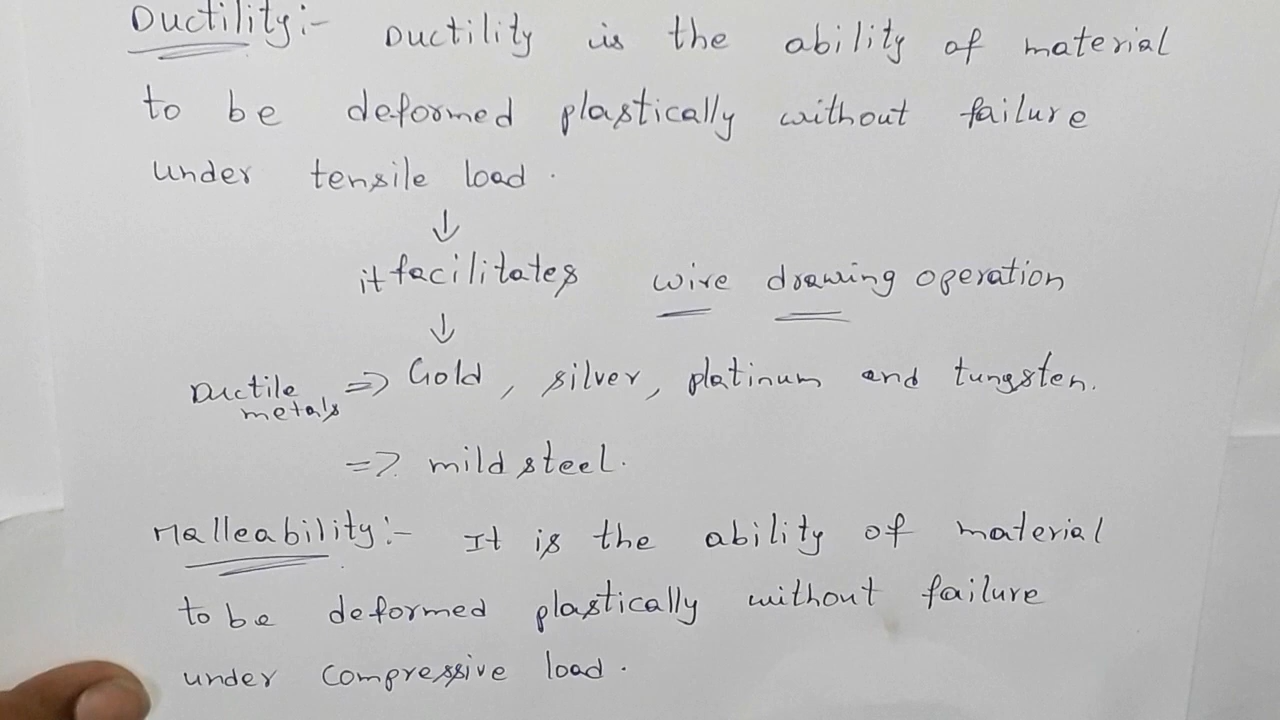 Ductility:- Ductility is the ability of material
to be deformed plastically without failure
under tensile load.
↓
it facilitates wire drawing operation
↓
Ductile metals => Gold, silver, platinum and tungsten.
=> mild steel.
Malleability:- It is the ability of material
to be deformed plastically without failure
under compressive load.